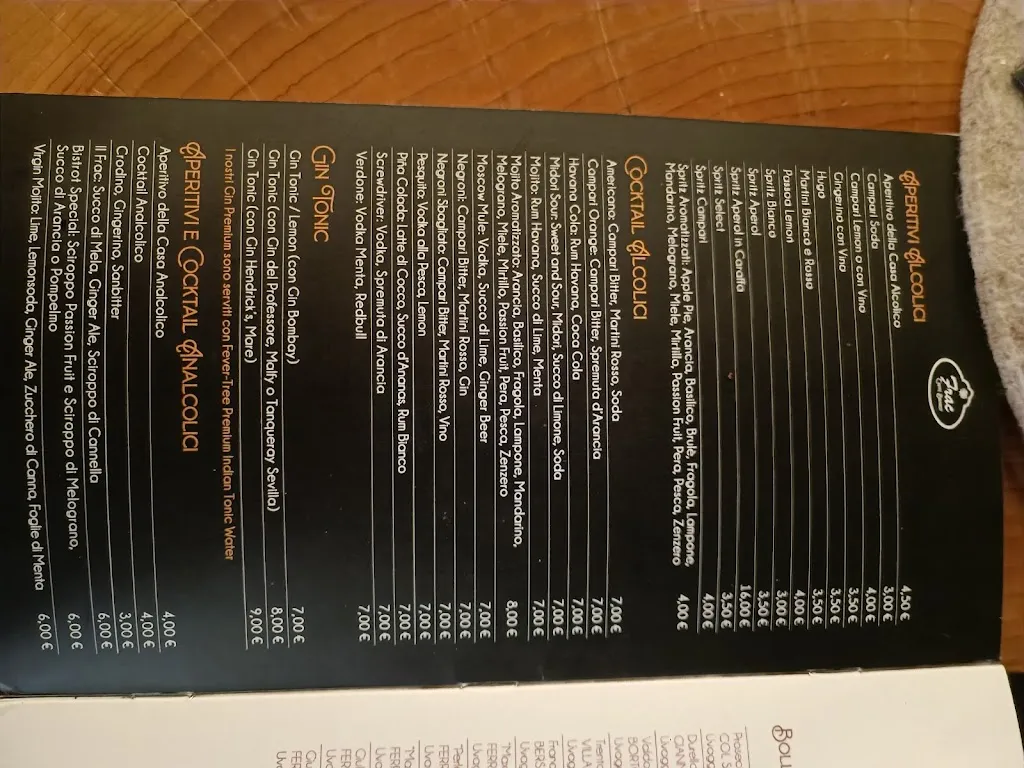 Frac
APERITIVI ALCOLICI
Aperitivo della Casa Alcolico 4,50 €
Campari Soda 3,00 €
Campari Lemon o con Vino 4,00 €
Gingerino con Vino 3,50 €
Hugo 3,50 €
Martini Bianco e Rosso 3,50 €
Passoa Lemon 4,00 €
Spritz Bianco 3,00 €
Spritz Aperol 3,50 €
Spritz Aperol in Caraffa 16,00 €
Spritz Select 3,50 €
Spritz Campari 4,00 €
Spritz Aromatizzati: Apple Pie, Arancia, Basilico, Brulè, Fragola, Lampone,
Mandarino, Melograno, Miele, Mirtillo, Passion Fruit, Pera, Pesca, Zenzero 4,00 €
COCKTAIL ALCOLICI
Americano: Campari Bitter, Martini Rosso, Soda 7,00 €
Campari Orange: Campari Bitter, Spremuta d'Arancia 7,00 €
Havana Cola: Rum Havana, Coca Cola 7,00 €
Midori Sour: Sweet and Sour, Midori, Succo di Limone, Soda 7,00 €
Mojito: Rum Havana, Succo di Lime, Menta 7,00 €
Mojito Aromatizzato: Arancia, Basilico, Fragola, Lampone, Mandarino,
Melograno, Miele, Mirtillo, Passion Fruit, Pera, Pesca, Zenzero 8,00 €
Moscow Mule: Vodka, Succo di Lime, Ginger Beer 7,00 €
Negroni: Campari Bitter, Martini Rosso, Gin 7,00 €
Negroni Sbagliato: Campari Bitter, Martini Rosso, Vino 7,00 €
Pesquito: Vodka alla Pesca, Lemon 7,00 €
Pina Colada: Latte di Cocco, Succo d'Ananas, Rum Bianco 7,00 €
Screwdriver: Vodka, Spremuta di Arancia 7,00 €
Verdone: Vodka Menta, Redbull 7,00 €
GIN TONIC
Gin Tonic / Lemon (con Gin Bombay) 7,00 €
Gin Tonic (con Gin del Professore, Malfy o Tanqueray Sevilla) 8,00 €
Gin Tonic (con Gin Hendrick's, Mare) 9,00 €
I nostri Gin Premium sono serviti con Fever-Tree Premium Indian Tonic Water
APERITIVI E COCKTAIL ANALCOLICI
Aperitivo della Casa Analcolico 4,00 €
Cocktail Analcolico 4,00 €
Crodino, Gingerino, Sanbitter 3,00 €
Il Frac: Succo di Mela, Ginger Ale, Sciroppo di Cannella 6,00 €
Bistrot Special: Sciroppo Passion Fruit e Sciroppo di Melograno,
Succo di Arancia o Pompelmo 6,00 €
Virgin Mojito: Lime, Lemonsoda, Ginger Ale, Zucchero di Canna, Foglie di Menta 6,00 €